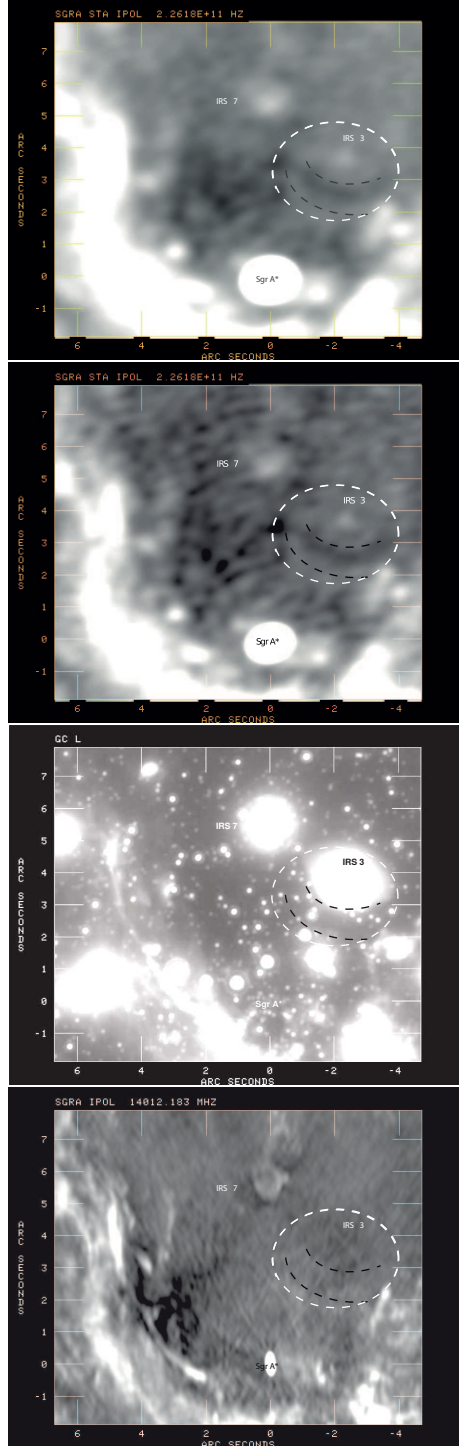 SGRA STA IPOL 2.2618E+11 HZ
7
IRS 7
6
5
IRS 3
4
3
2
1
0
Sgr A*
-1
ARC SECONDS
6 4 2 0 -2 -4
ARC SECONDS
SGRA STA IPOL 2.2618E+11 HZ
7
6
IRS 7
5
IRS 3
4
3
2
1
0
Sgr A*
-1
ARC SECONDS
6 4 2 0 -2 -4
ARC SECONDS
GC L
7
6
IRS 7
5
IRS 3
4
3
2
1
0
Sgr A*
-1
ARC SECONDS
6 4 2 0 -2 -4
ARC SECONDS
SGRA IPOL 14012.183 MHZ
7
6
IRS 7
5
IRS 3
4
3
2
1
0
Sgr A*
-1
ARC SECONDS
6 4 2 0 -2 -4
ARC SECONDS